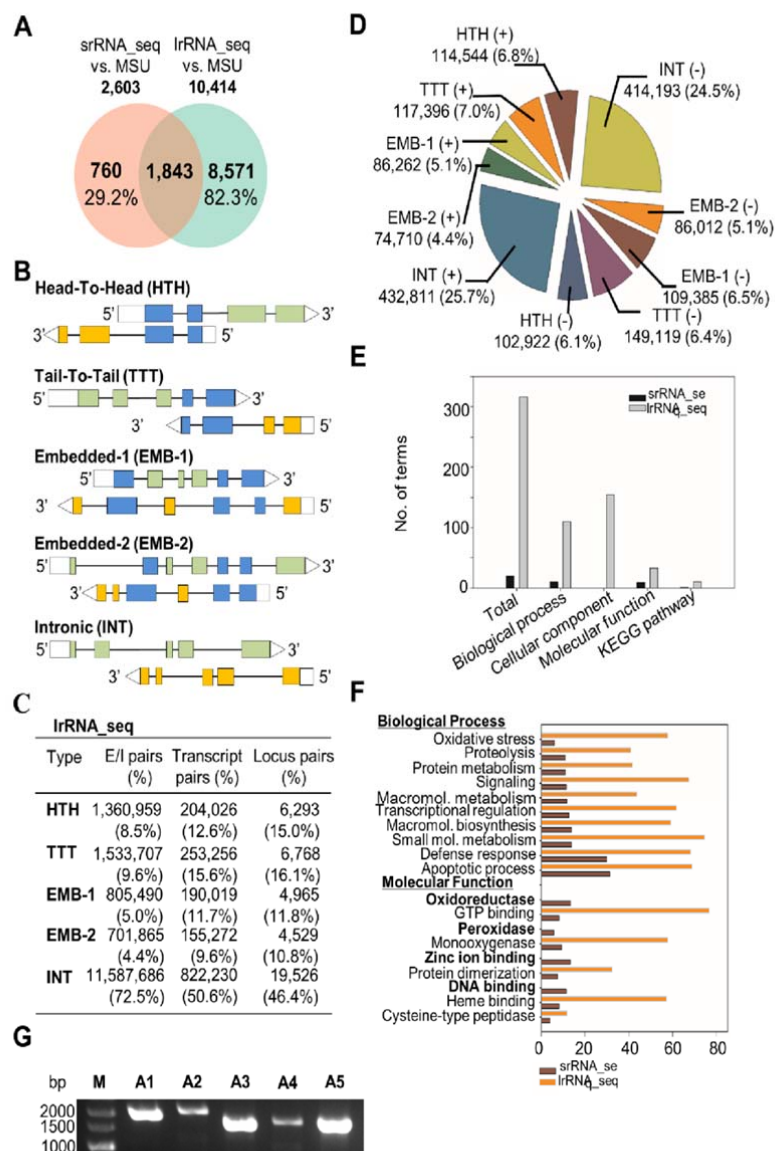 A
srRNA_seq lrRNA_seq
vs. MSU vs. MSU
2,603 10,414
760 1,843 8,571
29.2% 82.3%
B
Head-To-Head (HTH)
5' 3'
3' 5'
Tail-To-Tail (TTT)
5' 3'
3' 5'
Embedded-1 (EMB-1)
5' 3'
3' 5'
Embedded-2 (EMB-2)
5' 3'
3' 5'
Intronic (INT)
5' 3'
3' 5'
C
lrRNA_seq
Type E/I pairs Transcript Locus pairs
(%) pairs (%) (%)
HTH 1,360,959 204,026 6,293
(8.5%) (12.6%) (15.0%)
TTT 1,533,707 253,256 6,768
(9.6%) (15.6%) (16.1%)
EMB-1 805,490 190,019 4,965
(5.0%) (11.7%) (11.8%)
EMB-2 701,865 155,272 4,529
(4.4%) (9.6%) (10.8%)
INT 11,587,686 822,230 19,526
(72.5%) (50.6%) (46.4%)
D
HTH (+)
114,544 (6.8%)
INT (-)
414,193 (24.5%)
TTT (+)
117,396 (7.0%)
EMB-1 (+)
86,262 (5.1%)
EMB-2 (+)
74,710 (4.4%)
INT (+)
432,811 (25.7%)
HTH (-)
102,922 (6.1%)
TTT (-)
149,119 (6.4%)
EMB-1 (-)
109,385 (6.5%)
EMB-2 (-)
86,012 (5.1%)
E
srRNA_se
lrRNA_seq
q
No. of terms
300
200
100
0
Total
Biological process
Cellular component
Molecular function
KEGG pathway
F
Biological Process
Oxidative stress
Proteolysis
Protein metabolism
Signaling
Macromol. metabolism
Transcriptional regulation
Macromol. biosynthesis
Small mol. metabolism
Defense response
Apoptotic process
Molecular Function
Oxidoreductase
GTP binding
Peroxidase
Monooxygenase
Zinc ion binding
Protein dimerization
DNA binding
Heme binding
Cysteine-type peptidase
0 20 40 60 80
srRNA_se
lrRNA_seq
q
G
bp M A1 A2 A3 A4 A5
2000
1500
1000